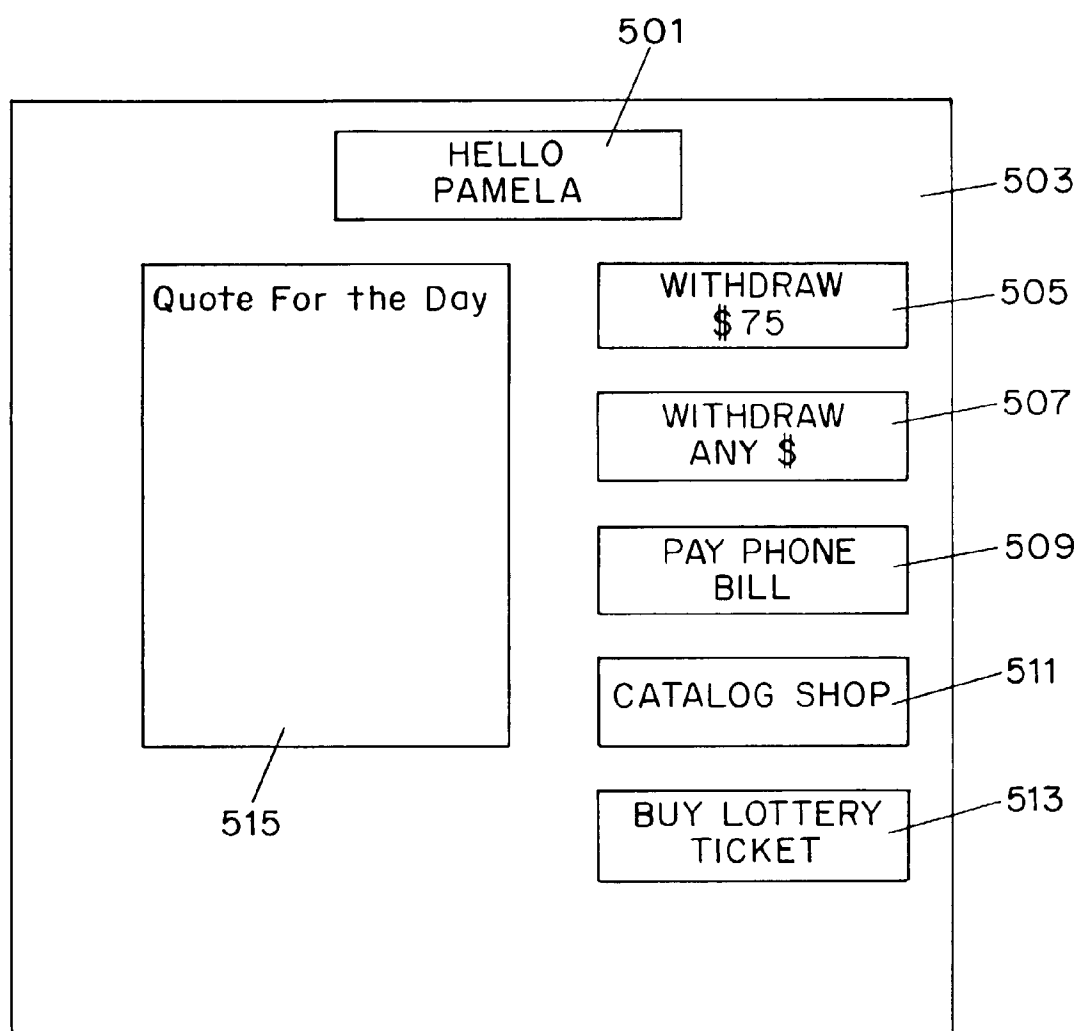 501
HELLO
PAMELA
503
Quote For the Day
WITHDRAW
$75
505
WITHDRAW
ANY $
507
PAY PHONE
BILL
509
CATALOG SHOP
511
515
BUY LOTTERY
TICKET
513